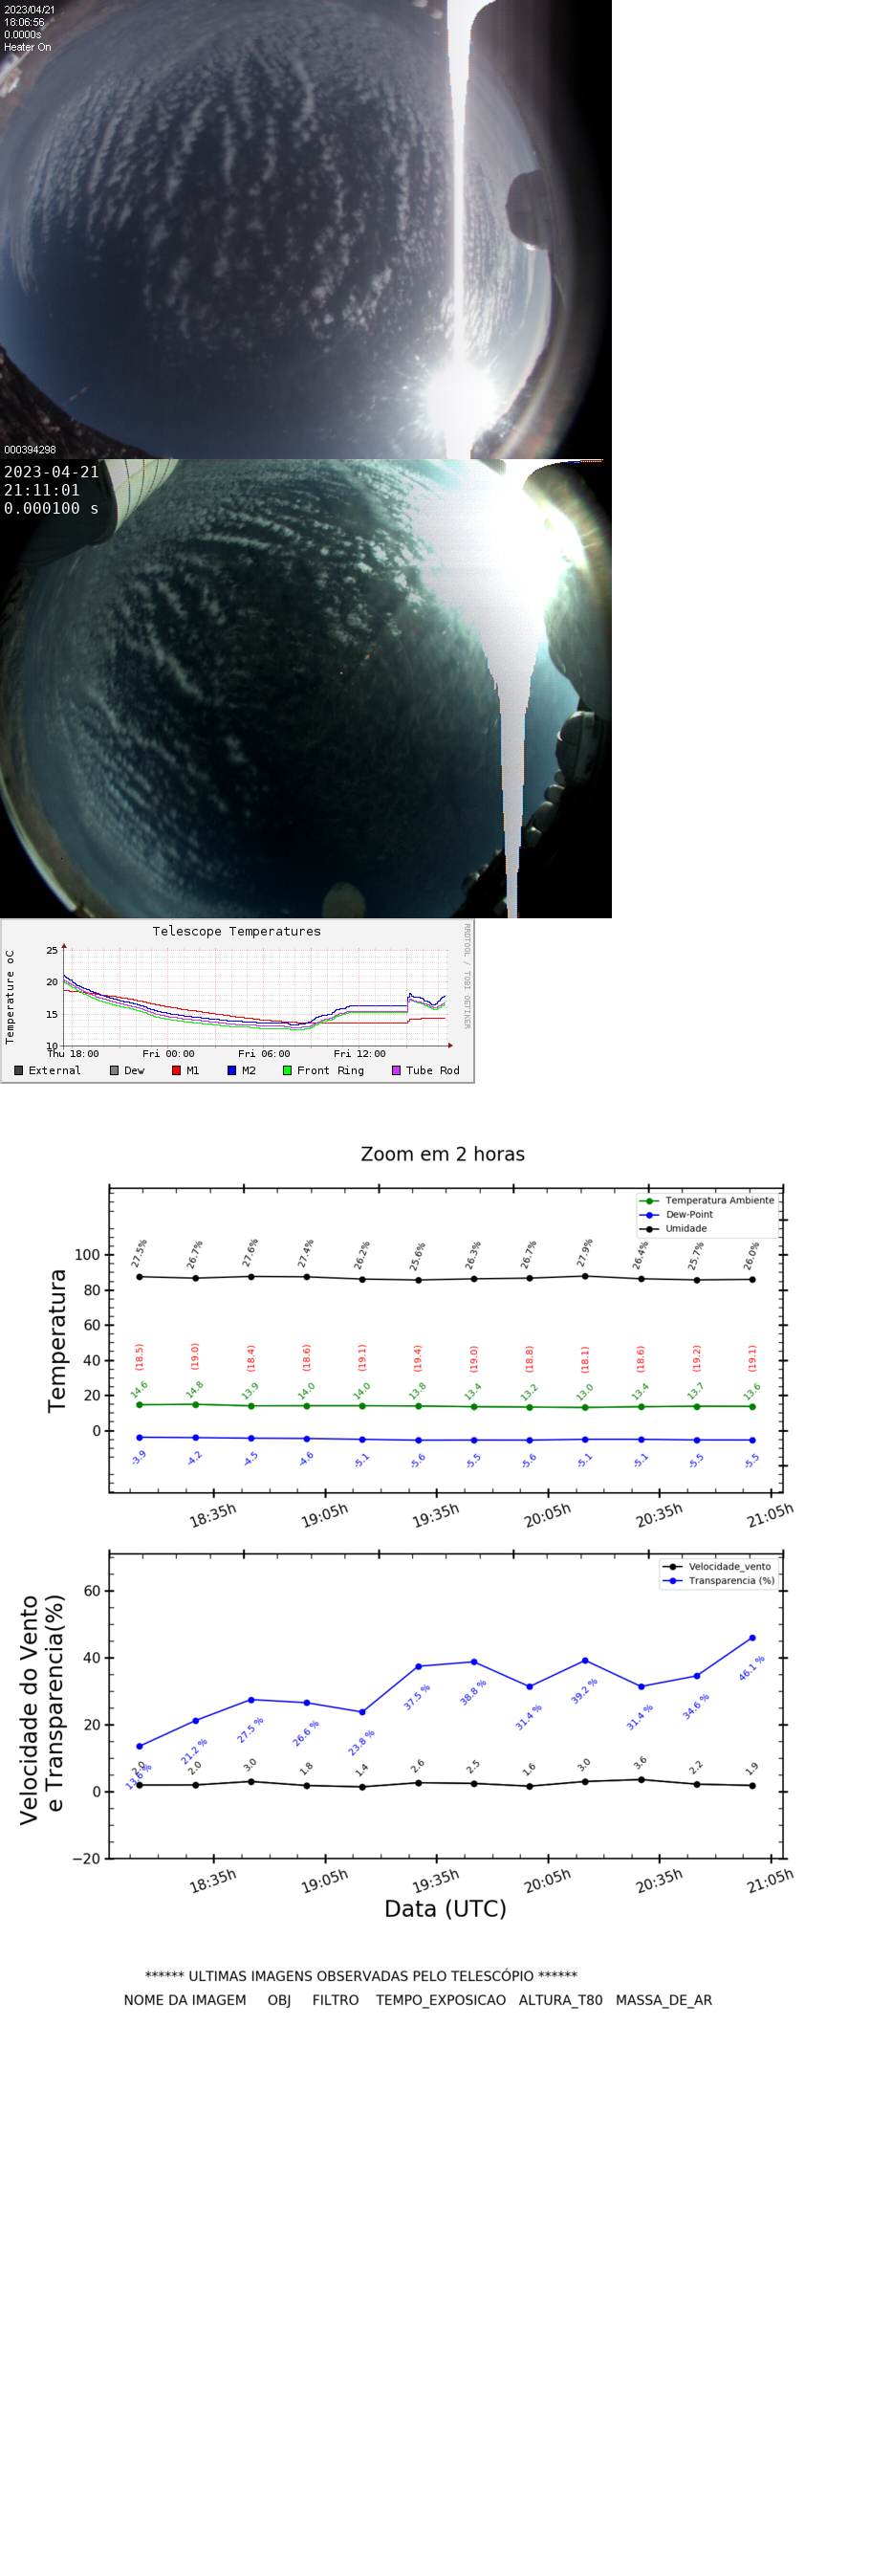 2023/04/21
18:06:56
0.0000s
Heater On
000394298
2023-04-21
21:11:01
0.000100 s
Telescope Temperatures
RRDTOOL / TOBI OETIKER
Temperature oC
25
20
15
10
Thu 18:00 Fri 00:00 Fri 06:00 Fri 12:00
External Dew M1 M2 Front Ring Tube Rod
Zoom em 2 horas
Temperatura Ambiente
Dew-Point
Umidade
Temperatura
100
80
60
40
20
0
27.5% 26.7% 27.6% 27.4% 26.2% 25.6% 26.3% 26.7% 27.9% 26.4% 25.7% 26.0%
(18.5) (19.0) (18.4) (18.6) (19.1) (19.4) (19.0) (18.8) (18.1) (18.6) (19.2) (19.1)
14.6 14.8 13.9 14.0 14.0 13.8 13.4 13.2 13.0 13.4 13.7 13.6
-3.9 -4.2 -4.5 -4.6 -5.1 -5.6 -5.5 -5.6 -5.1 -5.1 -5.5 -5.5
18:35h 19:05h 19:35h 20:05h 20:35h 21:05h
Velocidade_vento
Transparencia (%)
Velocidade do Vento
e Transparencia(%)
60
40
20
0
−20
13.6 % 21.2 % 27.5 % 26.6 % 23.8 % 37.5 % 38.8 % 31.4 % 39.2 % 31.4 % 34.6 % 46.1 %
2.0 2.0 3.0 1.8 1.4 2.6 2.5 1.6 3.0 3.6 2.2 1.9
18:35h 19:05h 19:35h 20:05h 20:35h 21:05h
Data (UTC)
****** ULTIMAS IMAGENS OBSERVADAS PELO TELESCÓPIO ******
NOME DA IMAGEM OBJ FILTRO TEMPO_EXPOSICAO ALTURA_T80 MASSA_DE_AR